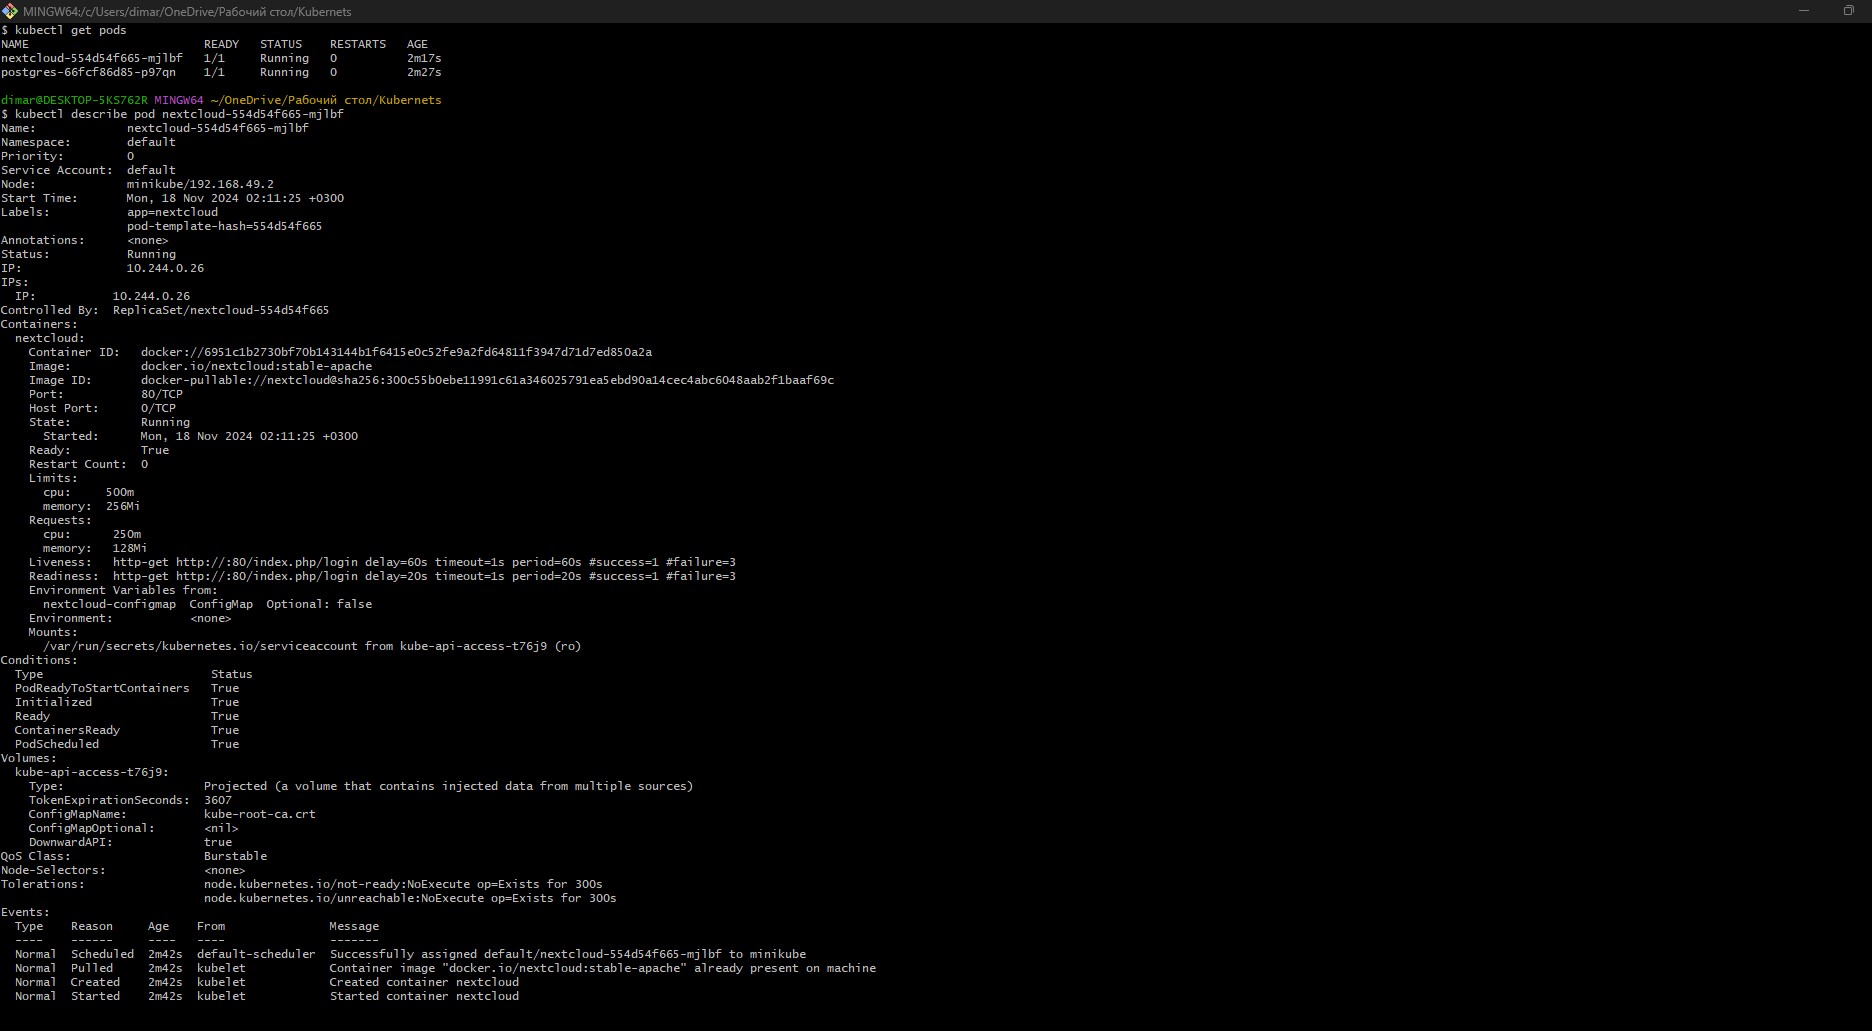 MINGW64:/c/Users/dimar/OneDrive/Рабочий стол/Kubernets
$ kubectl get pods
NAME                         READY   STATUS    RESTARTS   AGE
nextcloud-554d54f665-mjlbf   1/1     Running   0          2m17s
postgres-66fcf86d85-p97qn    1/1     Running   0          2m27s
dimar@DESKTOP-5KS762R MINGW64 ~/OneDrive/Рабочий стол/Kubernets
$ kubectl describe pod nextcloud-554d54f665-mjlbf
Name:             nextcloud-554d54f665-mjlbf
Namespace:        default
Priority:         0
Service Account:  default
Node:             minikube/192.168.49.2
Start Time:       Mon, 18 Nov 2024 02:11:25 +0300
Labels:           app=nextcloud
                  pod-template-hash=554d54f665
Annotations:      <none>
Status:           Running
IP:               10.244.0.26
IPs:
  IP:           10.244.0.26
Controlled By:  ReplicaSet/nextcloud-554d54f665
Containers:
  nextcloud:
    Container ID:   docker://6951c1b2730bf70b143144b1f6415e0c52fe9a2fd64811f3947d71d7ed850a2a
    Image:          docker.io/nextcloud:stable-apache
    Image ID:       docker-pullable://nextcloud@sha256:300c55b0ebe11991c61a346025791ea5ebd90a14cec4abc6048aab2f1baaf69c
    Port:           80/TCP
    Host Port:      0/TCP
    State:          Running
      Started:      Mon, 18 Nov 2024 02:11:25 +0300
    Ready:          True
    Restart Count:  0
    Limits:
      cpu:     500m
      memory:  256Mi
    Requests:
      cpu:      250m
      memory:   128Mi
    Liveness:   http-get http://:80/index.php/login delay=60s timeout=1s period=60s #success=1 #failure=3
    Readiness:  http-get http://:80/index.php/login delay=20s timeout=1s period=20s #success=1 #failure=3
    Environment Variables from:
      nextcloud-configmap  ConfigMap  Optional: false
    Environment:           <none>
    Mounts:
      /var/run/secrets/kubernetes.io/serviceaccount from kube-api-access-t76j9 (ro)
Conditions:
  Type                        Status
  PodReadyToStartContainers   True
  Initialized                 True
  Ready                       True
  ContainersReady             True
  PodScheduled                True
Volumes:
  kube-api-access-t76j9:
    Type:                    Projected (a volume that contains injected data from multiple sources)
    TokenExpirationSeconds:  3607
    ConfigMapName:           kube-root-ca.crt
    ConfigMapOptional:       <nil>
    DownwardAPI:             true
QoS Class:                   Burstable
Node-Selectors:              <none>
Tolerations:                 node.kubernetes.io/not-ready:NoExecute op=Exists for 300s
                             node.kubernetes.io/unreachable:NoExecute op=Exists for 300s
Events:
  Type    Reason     Age    From               Message
  ----    ------     ----   ----               -------
  Normal  Scheduled  2m42s  default-scheduler  Successfully assigned default/nextcloud-554d54f665-mjlbf to minikube
  Normal  Pulled     2m42s  kubelet            Container image "docker.io/nextcloud:stable-apache" already present on machine
  Normal  Created    2m42s  kubelet            Created container nextcloud
  Normal  Started    2m42s  kubelet            Started container nextcloud